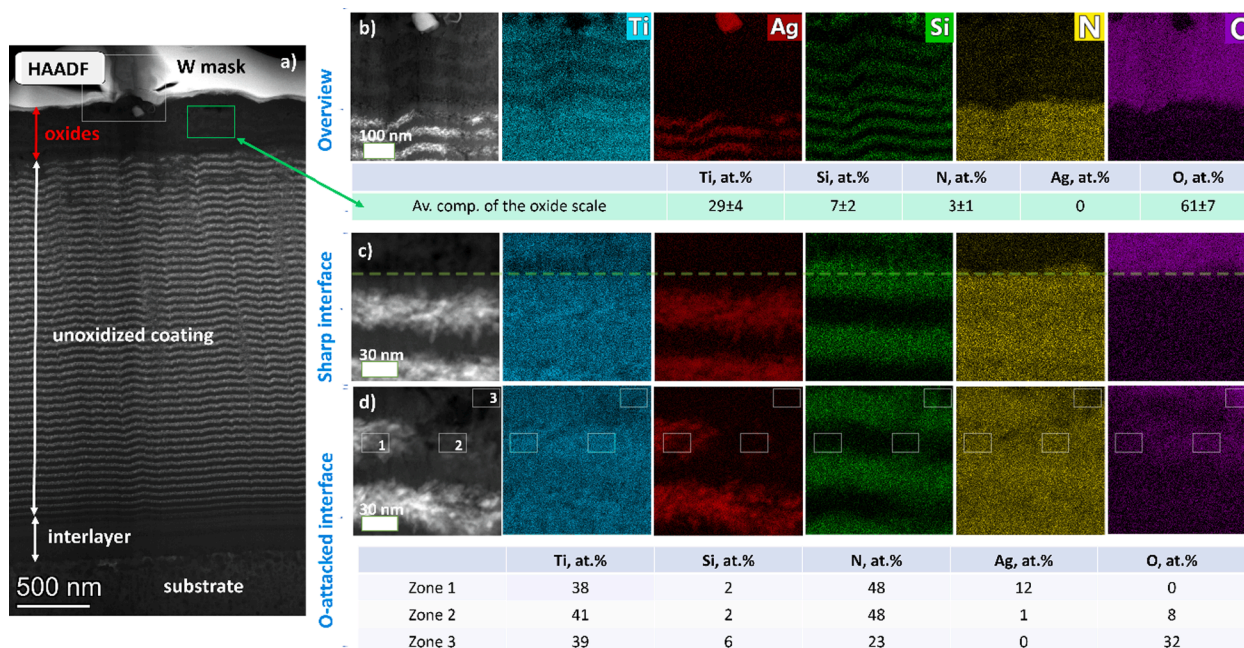 HAADF
W mask
a)
oxides
unoxidized coating
interlayer
substrate
500 nm
Overview
b)
100 nm
Ti
Ag
Si
N
O
Ti, at.% Si, at.% N, at.% Ag, at.% O, at.%
Av. comp. of the oxide scale 29±4 7±2 3±1 0 61±7
Sharp interface
c)
30 nm
O-attacked interface
d)
1
2
3
30 nm
Ti, at.% Si, at.% N, at.% Ag, at.% O, at.%
Zone 1 38 2 48 12 0
Zone 2 41 2 48 1 8
Zone 3 39 6 23 0 32